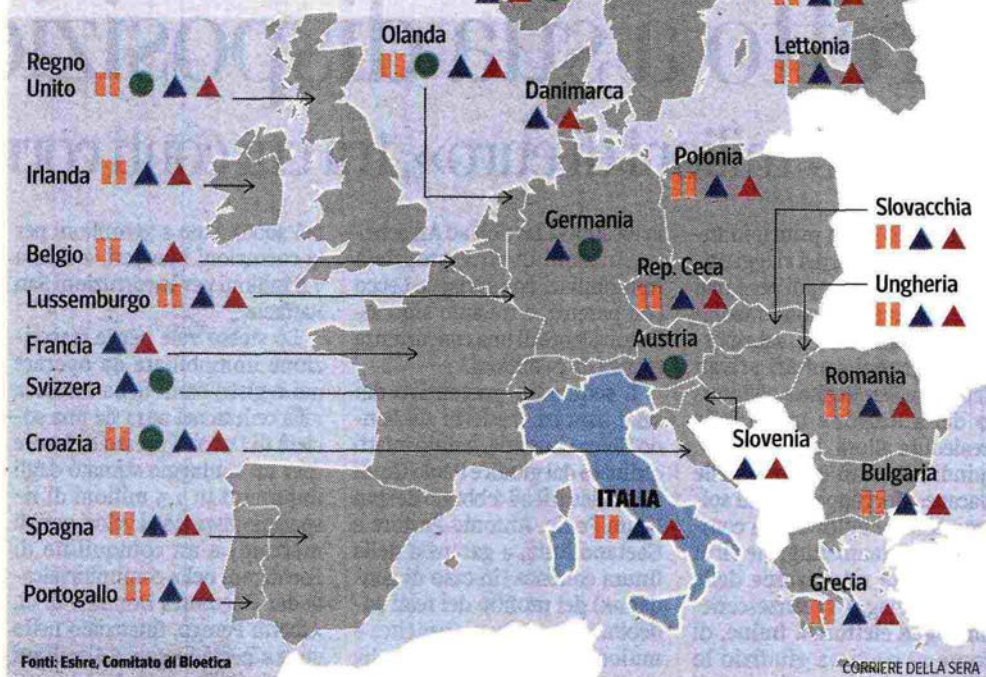 Olanda
Lettonia
Regno
Unito
Danimarca
Irlanda
Polonia
Slovacchia
Germania
Belgio
Rep. Ceca
Ungheria
Lussemburgo
Francia
Austria
Svizzera
Romania
Croazia
Slovenia
Bulgaria
ITALIA
Spagna
Grecia
Portogallo
Fonti: Eshre, Comitato di Bioetica
CORRIERE DELLA SERA